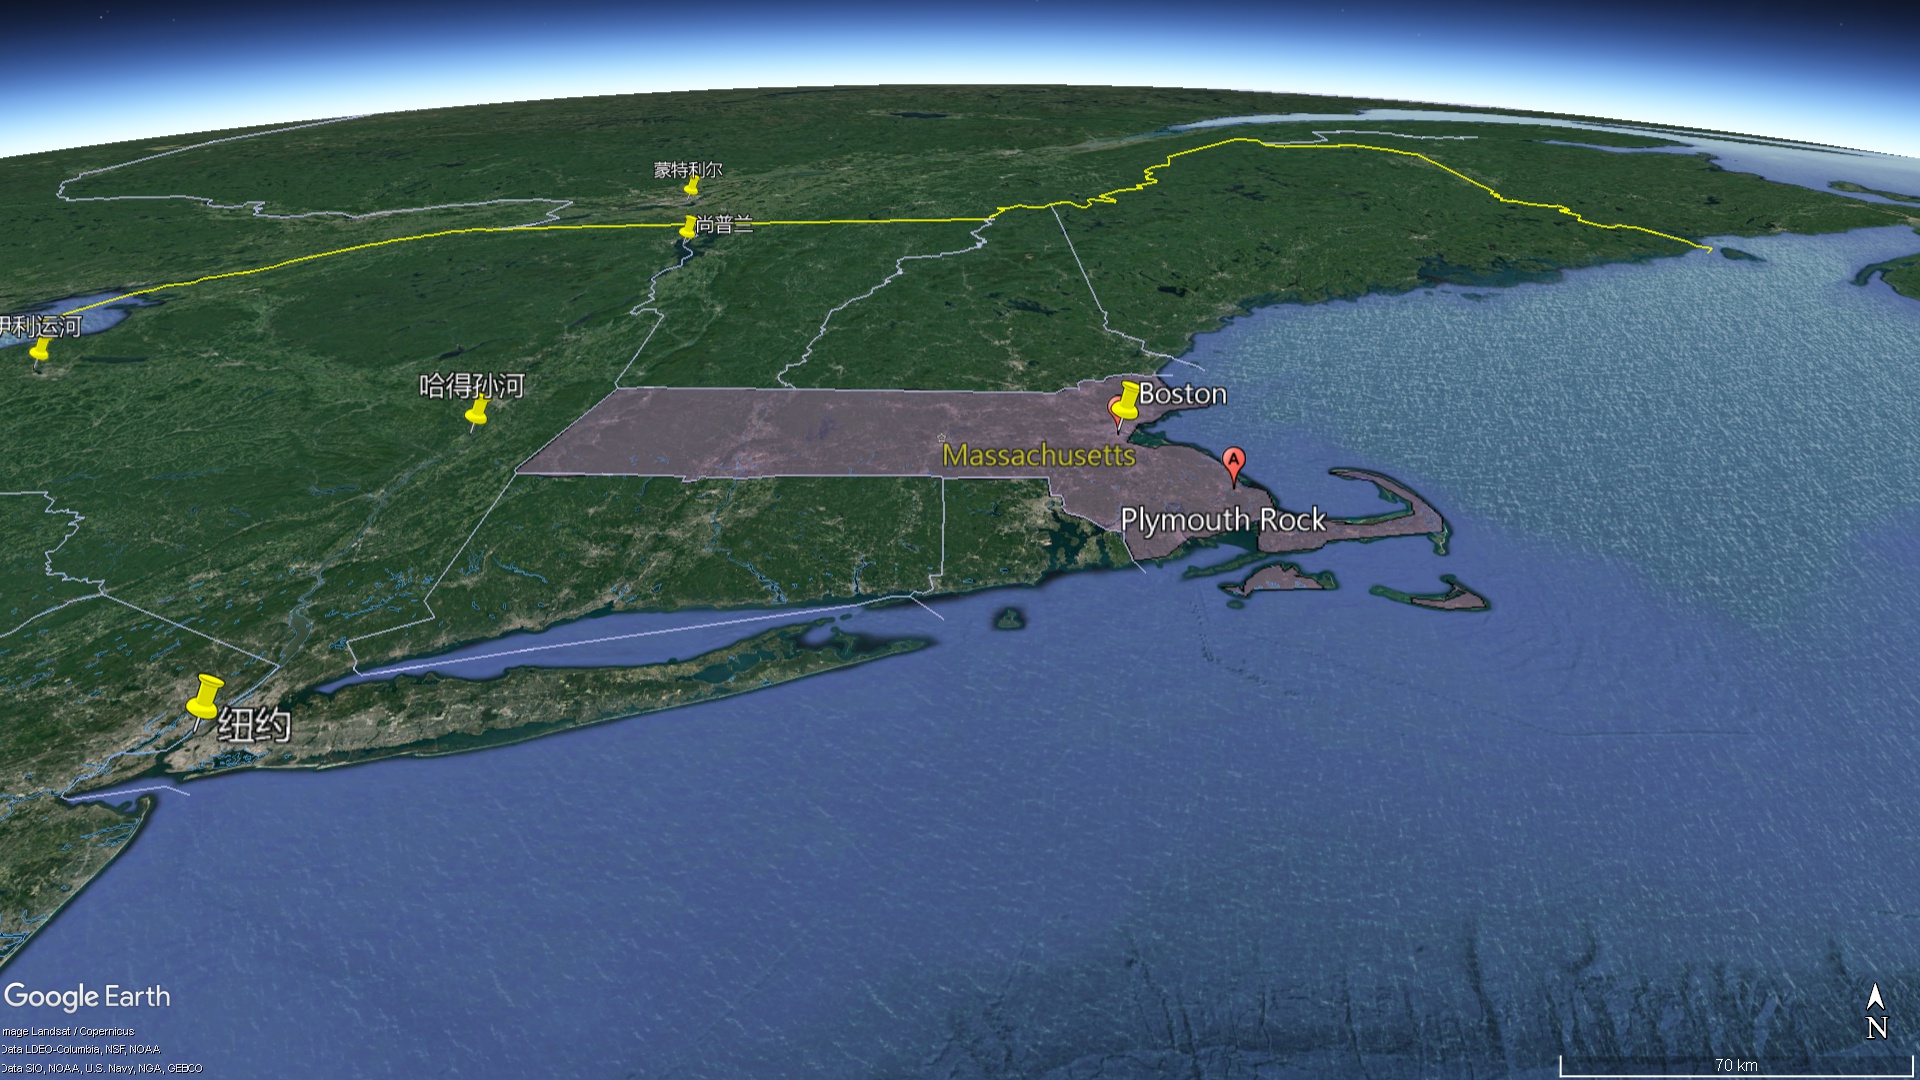 蒙特利尔
尚普兰
伊利运河
哈得孙河
Boston
Massachusetts
A
Plymouth Rock
纽约
Google Earth
Image Landsat / Copernicus
Data LDEO-Columbia, NSF, NOAA
Data SIO, NOAA, U.S. Navy, NGA, GEBCO
N
70 km